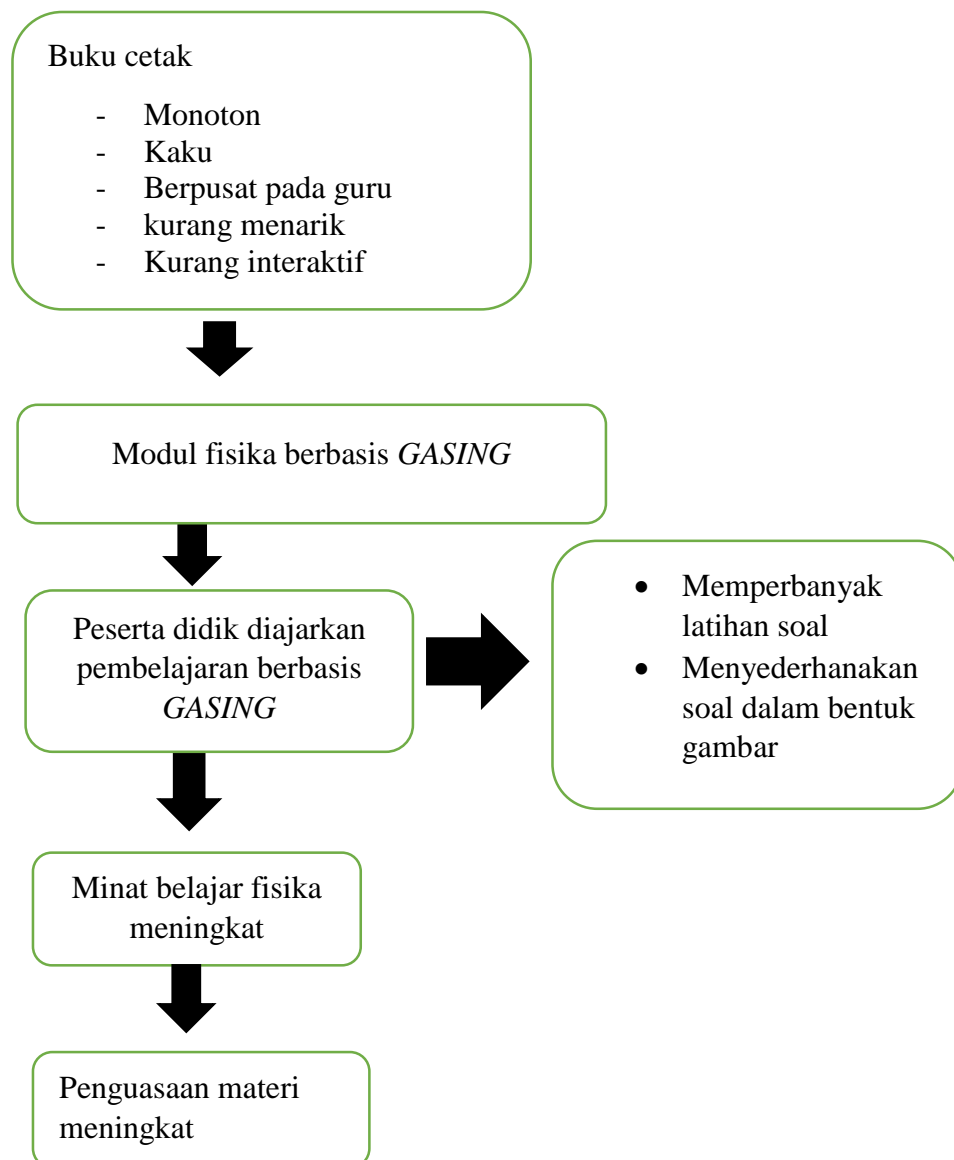 Buku cetak
- Monoton
- Kaku
- Berpusat pada guru
- kurang menarik
- Kurang interaktif
Modul fisika berbasis GASING
Peserta didik diajarkan
pembelajaran berbasis
GASING
• Memperbanyak
latihan soal
• Menyederhanakan
soal dalam bentuk
gambar
Minat belajar fisika
meningkat
Penguasaan materi
meningkat